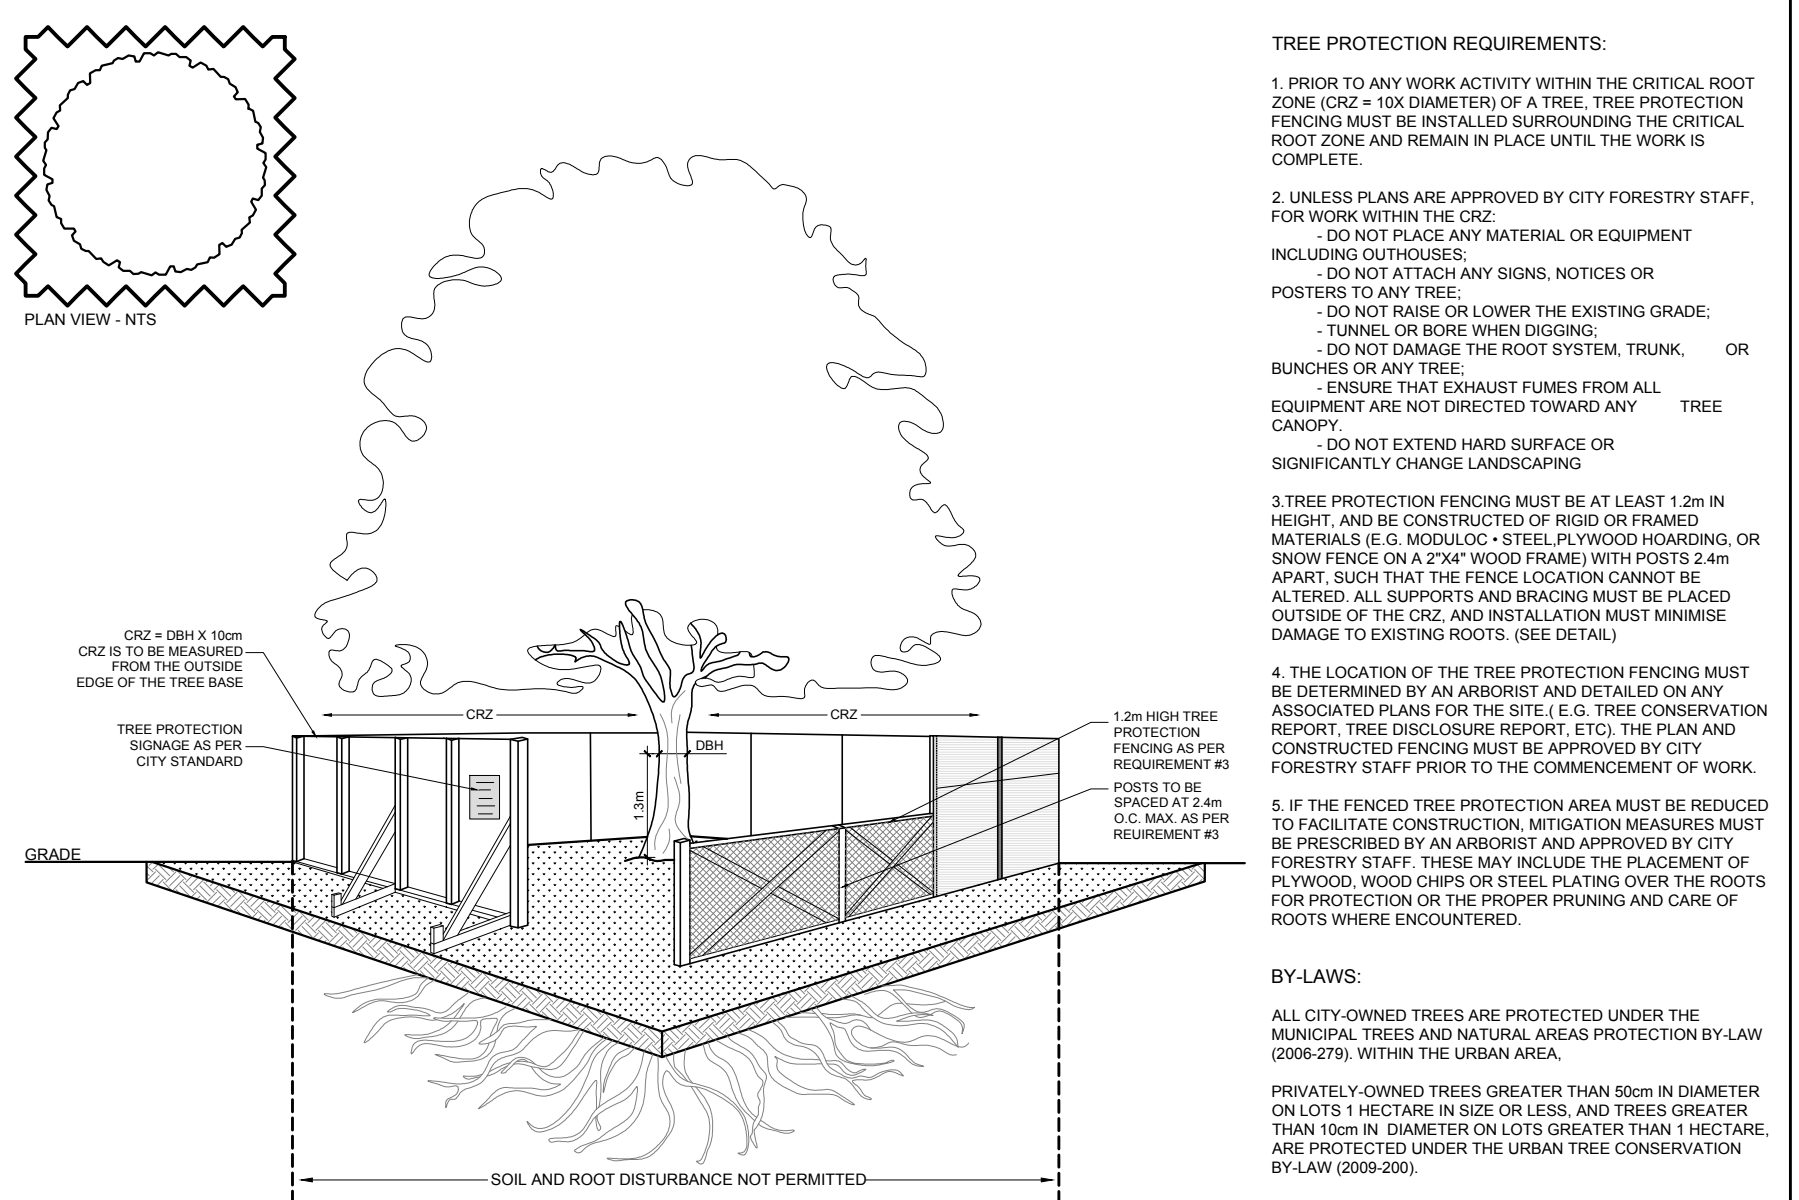 PLAN VIEW - NTS
CRZ = DBH X 10cm
CRZ IS TO BE MEASURED
FROM THE OUTSIDE
EDGE OF THE TREE BASE
TREE PROTECTION
SIGNAGE AS PER
CITY STANDARD
GRADE
CRZ
CRZ
DBH
1.3m
1.2m HIGH TREE
PROTECTION
FENCING AS PER
REQUIREMENT #3
POSTS TO BE
SPACED AT 2.4m
O.C. MAX. AS PER
REUIREMENT #3
SOIL AND ROOT DISTURBANCE NOT PERMITTED
TREE PROTECTION REQUIREMENTS:
1. PRIOR TO ANY WORK ACTIVITY WITHIN THE CRITICAL ROOT
ZONE (CRZ = 10X DIAMETER) OF A TREE, TREE PROTECTION
FENCING MUST BE INSTALLED SURROUNDING THE CRITICAL
ROOT ZONE AND REMAIN IN PLACE UNTIL THE WORK IS
COMPLETE.
2. UNLESS PLANS ARE APPROVED BY CITY FORESTRY STAFF,
FOR WORK WITHIN THE CRZ:
- DO NOT PLACE ANY MATERIAL OR EQUIPMENT
INCLUDING OUTHOUSES;
- DO NOT ATTACH ANY SIGNS, NOTICES OR
POSTERS TO ANY TREE;
- DO NOT RAISE OR LOWER THE EXISTING GRADE;
- TUNNEL OR BORE WHEN DIGGING;
- DO NOT DAMAGE THE ROOT SYSTEM, TRUNK, OR
BUNCHES OR ANY TREE;
- ENSURE THAT EXHAUST FUMES FROM ALL
EQUIPMENT ARE NOT DIRECTED TOWARD ANY TREE
CANOPY.
- DO NOT EXTEND HARD SURFACE OR
SIGNIFICANTLY CHANGE LANDSCAPING
3.TREE PROTECTION FENCING MUST BE AT LEAST 1.2m IN
HEIGHT, AND BE CONSTRUCTED OF RIGID OR FRAMED
MATERIALS (E.G. MODULOC • STEEL,PLYWOOD HOARDING, OR
SNOW FENCE ON A 2"X4" WOOD FRAME) WITH POSTS 2.4m
APART, SUCH THAT THE FENCE LOCATION CANNOT BE
ALTERED. ALL SUPPORTS AND BRACING MUST BE PLACED
OUTSIDE OF THE CRZ, AND INSTALLATION MUST MINIMISE
DAMAGE TO EXISTING ROOTS. (SEE DETAIL)
4. THE LOCATION OF THE TREE PROTECTION FENCING MUST
BE DETERMINED BY AN ARBORIST AND DETAILED ON ANY
ASSOCIATED PLANS FOR THE SITE.( E.G. TREE CONSERVATION
REPORT, TREE DISCLOSURE REPORT, ETC). THE PLAN AND
CONSTRUCTED FENCING MUST BE APPROVED BY CITY
FORESTRY STAFF PRIOR TO THE COMMENCEMENT OF WORK.
5. IF THE FENCED TREE PROTECTION AREA MUST BE REDUCED
TO FACILITATE CONSTRUCTION, MITIGATION MEASURES MUST
BE PRESCRIBED BY AN ARBORIST AND APPROVED BY CITY
FORESTRY STAFF. THESE MAY INCLUDE THE PLACEMENT OF
PLYWOOD, WOOD CHIPS OR STEEL PLATING OVER THE ROOTS
FOR PROTECTION OR THE PROPER PRUNING AND CARE OF
ROOTS WHERE ENCOUNTERED.
BY-LAWS:
ALL CITY-OWNED TREES ARE PROTECTED UNDER THE
MUNICIPAL TREES AND NATURAL AREAS PROTECTION BY-LAW
(2006-279). WITHIN THE URBAN AREA,
PRIVATELY-OWNED TREES GREATER THAN 50cm IN DIAMETER
ON LOTS 1 HECTARE IN SIZE OR LESS, AND TREES GREATER
THAN 10cm IN DIAMETER ON LOTS GREATER THAN 1 HECTARE,
ARE PROTECTED UNDER THE URBAN TREE CONSERVATION
BY-LAW (2009-200).